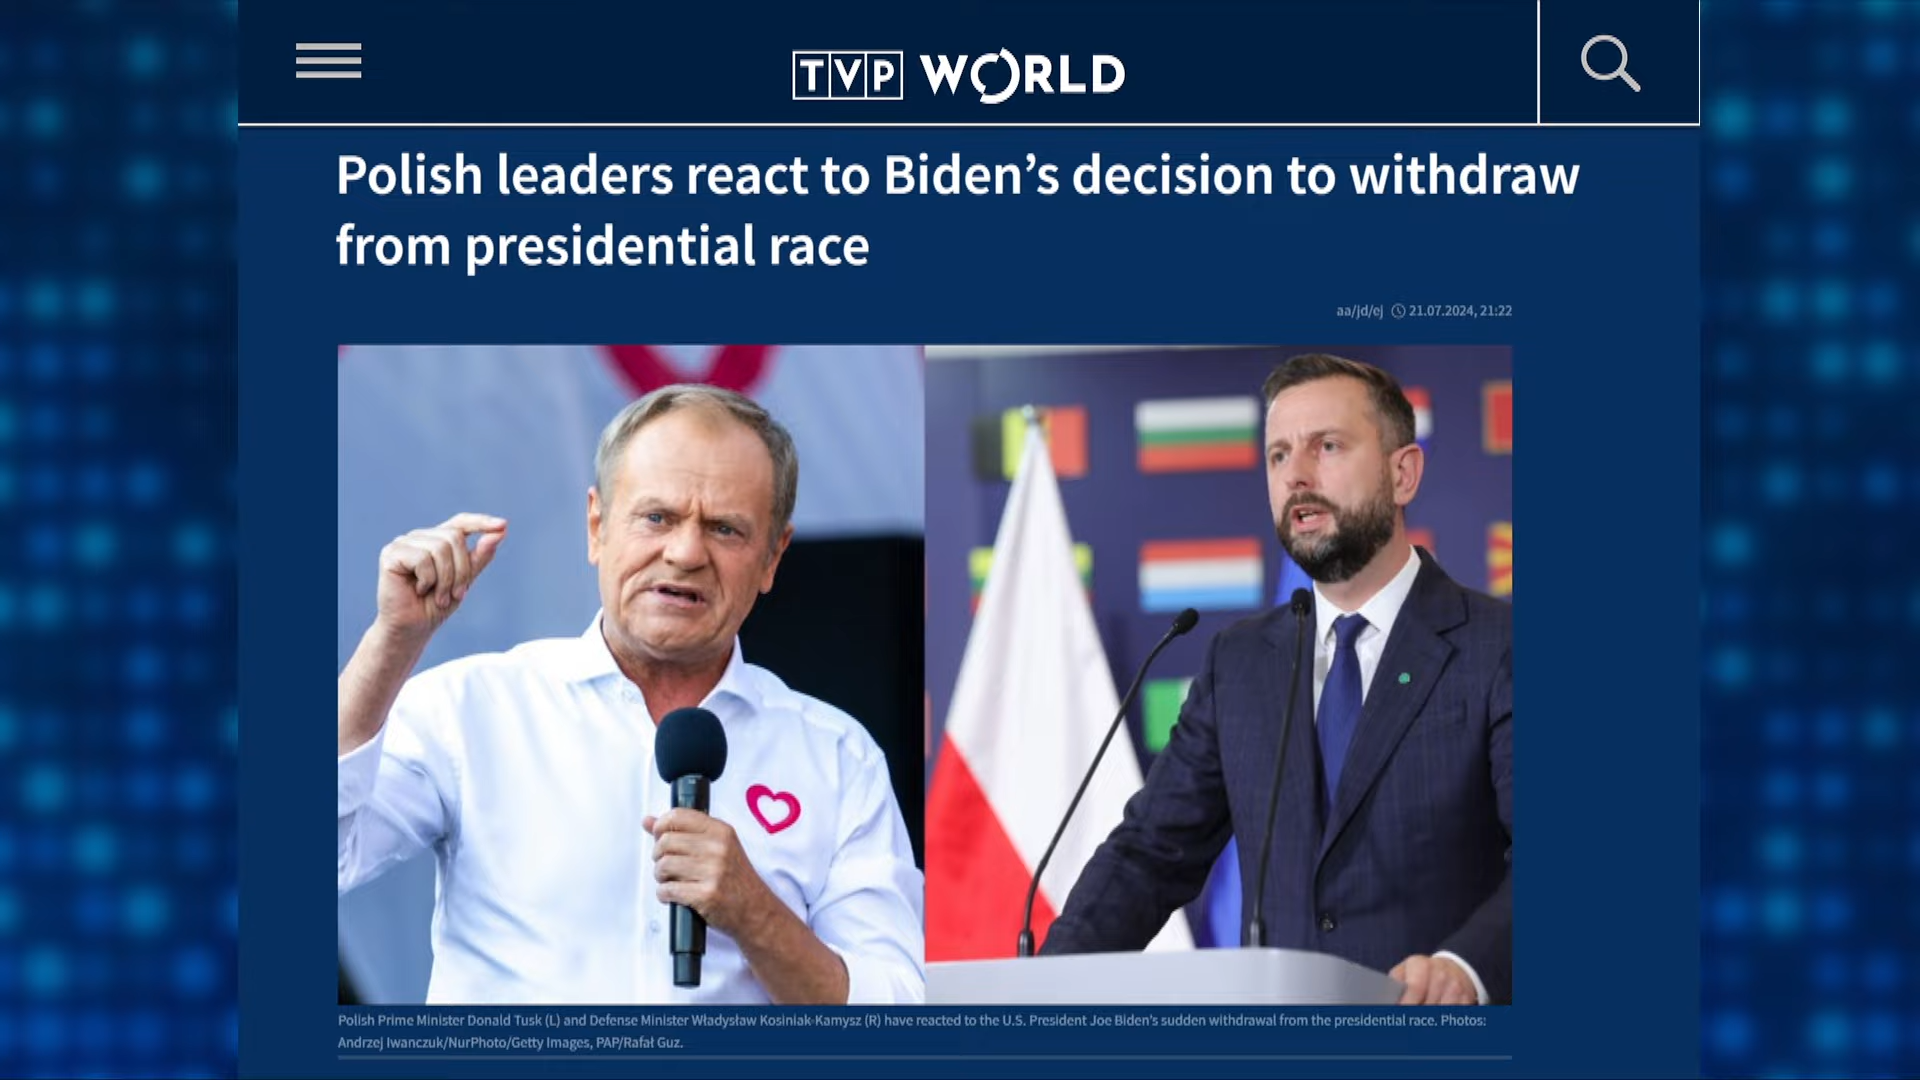 TVP WORLD
Polish leaders react to Biden’s decision to withdraw
from presidential race
aa/jd/ej 21.07.2024, 21:22
Polish Prime Minister Donald Tusk (L) and Defense Minister Władysław Kosiniak-Kamysz (R) have reacted to the U.S. President Joe Biden’s sudden withdrawal from the presidential race. Photos:
Andrzej Iwanczuk/NurPhoto/Getty Images, PAP/Rafał Guz.